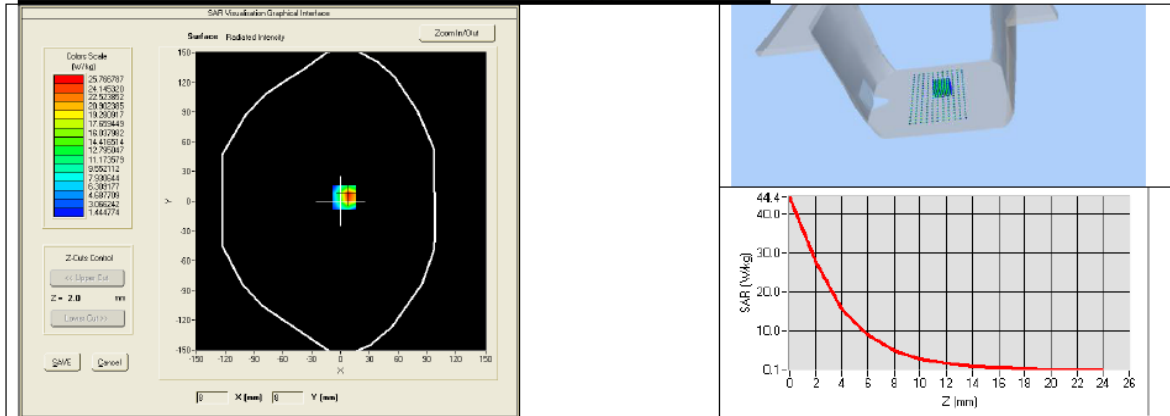 SAR Visualisation Graphical Interface
Surface Radiated Intensity
Zoom In/Out
Colors Scale
(W/kg)
25.766787
24.145320
22.523852
20.902385
19.280917
17.659449
16.037982
14.416514
12.795047
11.173579
9.552112
7.930644
6.309177
4.687709
3.066242
1.444774
150
120
90
60
30
0
-30
-60
-90
-120
-150
Y
-150 -120 -90 -60 -30 0 30 60 90 120 150
X
Z-Cuts Control
<< Upper Cut
Z = 2.0 mm
Lower Cut >>
SAVE Cancel
8 X (mm) 8 Y (mm)
SAR (W/kg)
44.4
40.0
30.0
20.0
10.0
0.1
0 2 4 6 8 10 12 14 16 18 20 22 24 26
Z (mm)